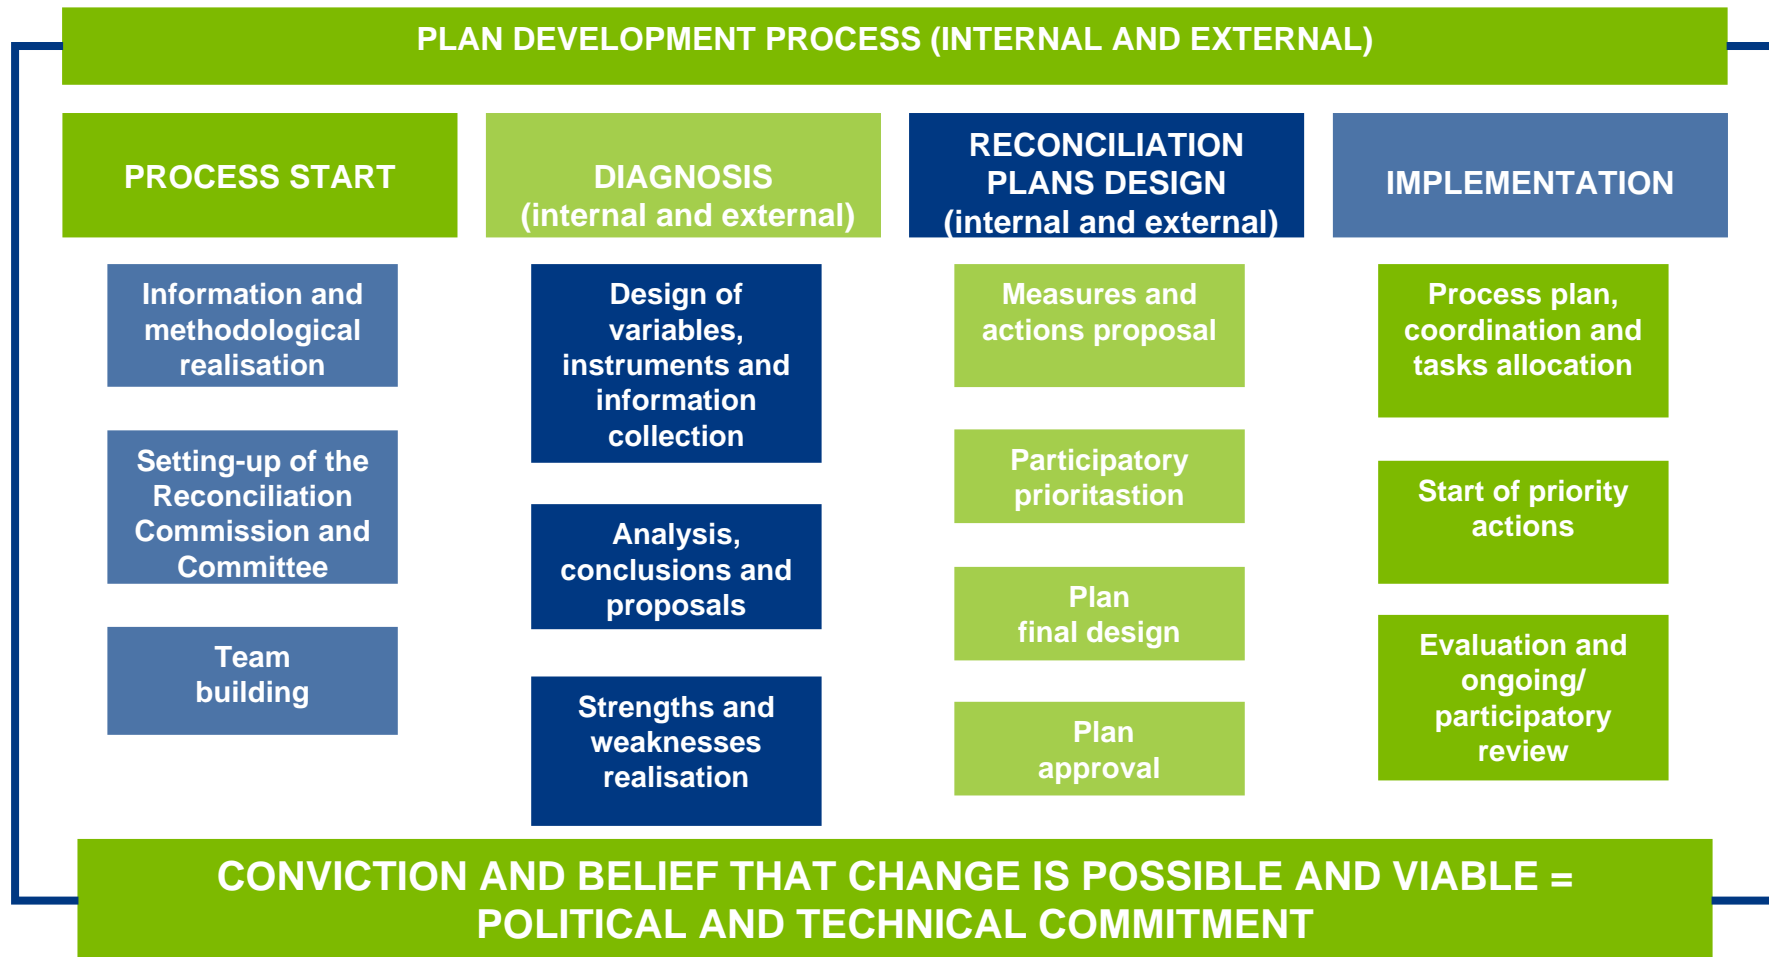 PLAN DEVELOPMENT PROCESS (INTERNAL AND EXTERNAL)
PROCESS START
Information and
methodological
realisation
Setting-up of the
Reconciliation
Commission and
Committee
Team
building
DIAGNOSIS
(internal and external)
Design of
variables,
instruments and
information
collection
Analysis,
conclusions and
proposals
Strengths and
weaknesses
realisation
RECONCILIATION
PLANS DESIGN
(internal and external)
Measures and
actions proposal
Participatory
prioritastion
Plan
final design
Plan
approval
IMPLEMENTATION
Process plan,
coordination and
tasks allocation
Start of priority
actions
Evaluation and
ongoing/
participatory
review
CONVICTION AND BELIEF THAT CHANGE IS POSSIBLE AND VIABLE =
POLITICAL AND TECHNICAL COMMITMENT